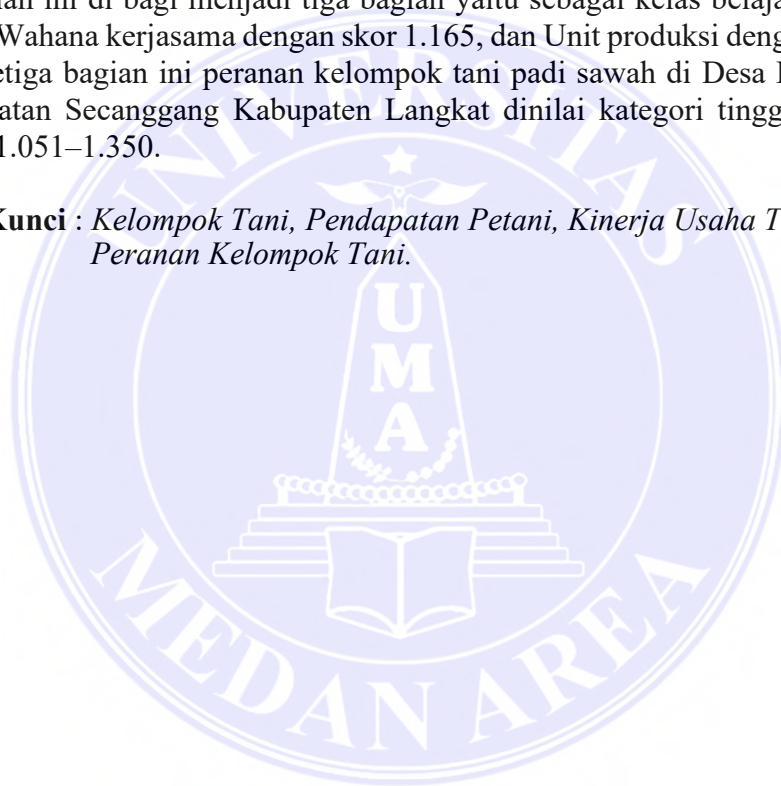 ian ini di bagi menjadi tiga bagian yaitu sebagai kelas belaja
Wahana kerjasama dengan skor 1.165, dan Unit produksi deng
etiga bagian ini peranan kelompok tani padi sawah di Desa
atan Secanggang Kabupaten Langkat dinilai kategori tingg
1.051–1.350.
Kunci : Kelompok Tani, Pendapatan Petani, Kinerja Usaha T
Peranan Kelompok Tani.
UNIVERSITAS
U
M
A
MEDAN AREA